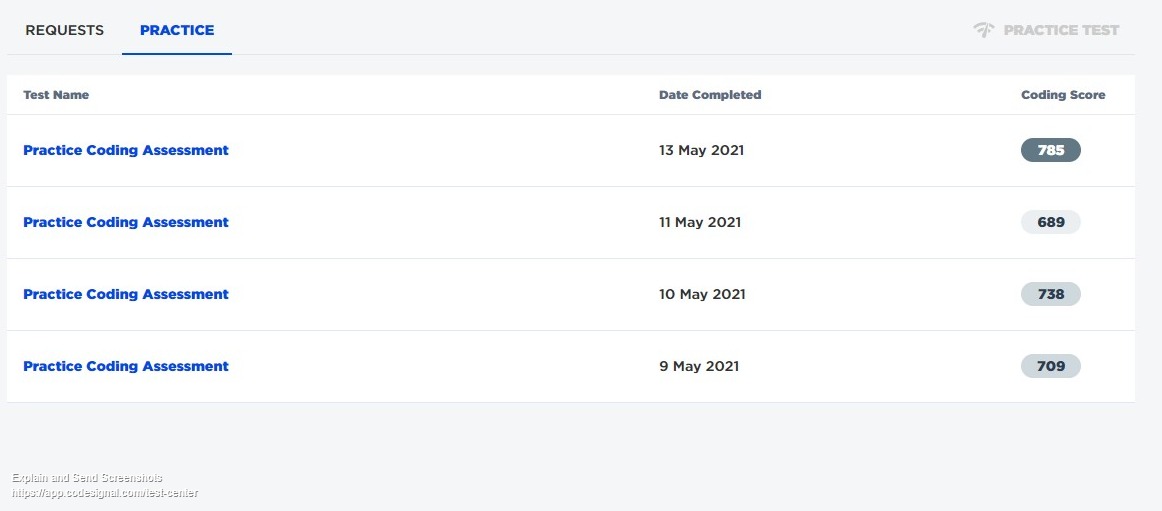 REQUESTS PRACTICE PRACTICE TEST
Test Name Date Completed Coding Score
Practice Coding Assessment 13 May 2021 785
Practice Coding Assessment 11 May 2021 689
Practice Coding Assessment 10 May 2021 738
Practice Coding Assessment 9 May 2021 709
Explain and Send Screenshots
https://app.codesignal.com/test-center